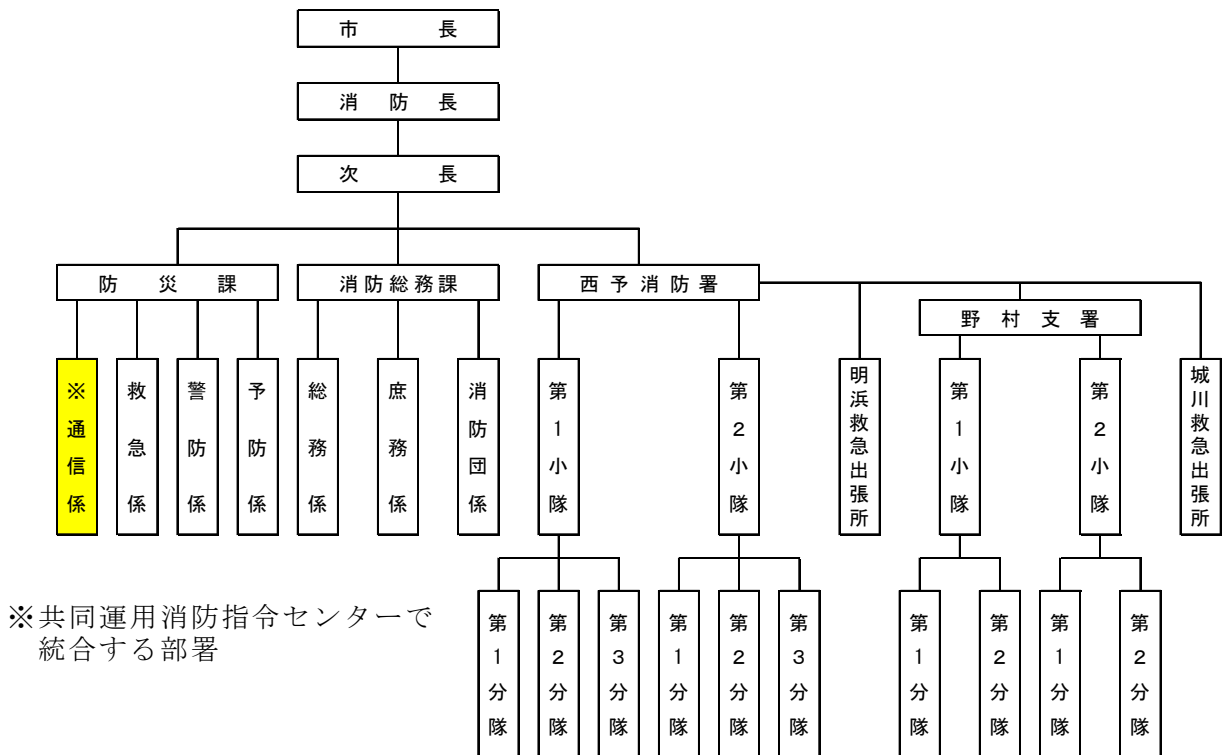 市長
消防長
次長
防災課
消防総務課
西予消防署
野村支署
※通信係
救急係
警防係
予防係
総務係
庶務係
消防団係
第1小隊
第2小隊
明浜救急出張所
第1小隊
第2小隊
城川救急出張所
※共同運用消防指令センターで
統合する部署
第1分隊
第2分隊
第3分隊
第1分隊
第2分隊
第3分隊
第1分隊
第2分隊
第1分隊
第2分隊